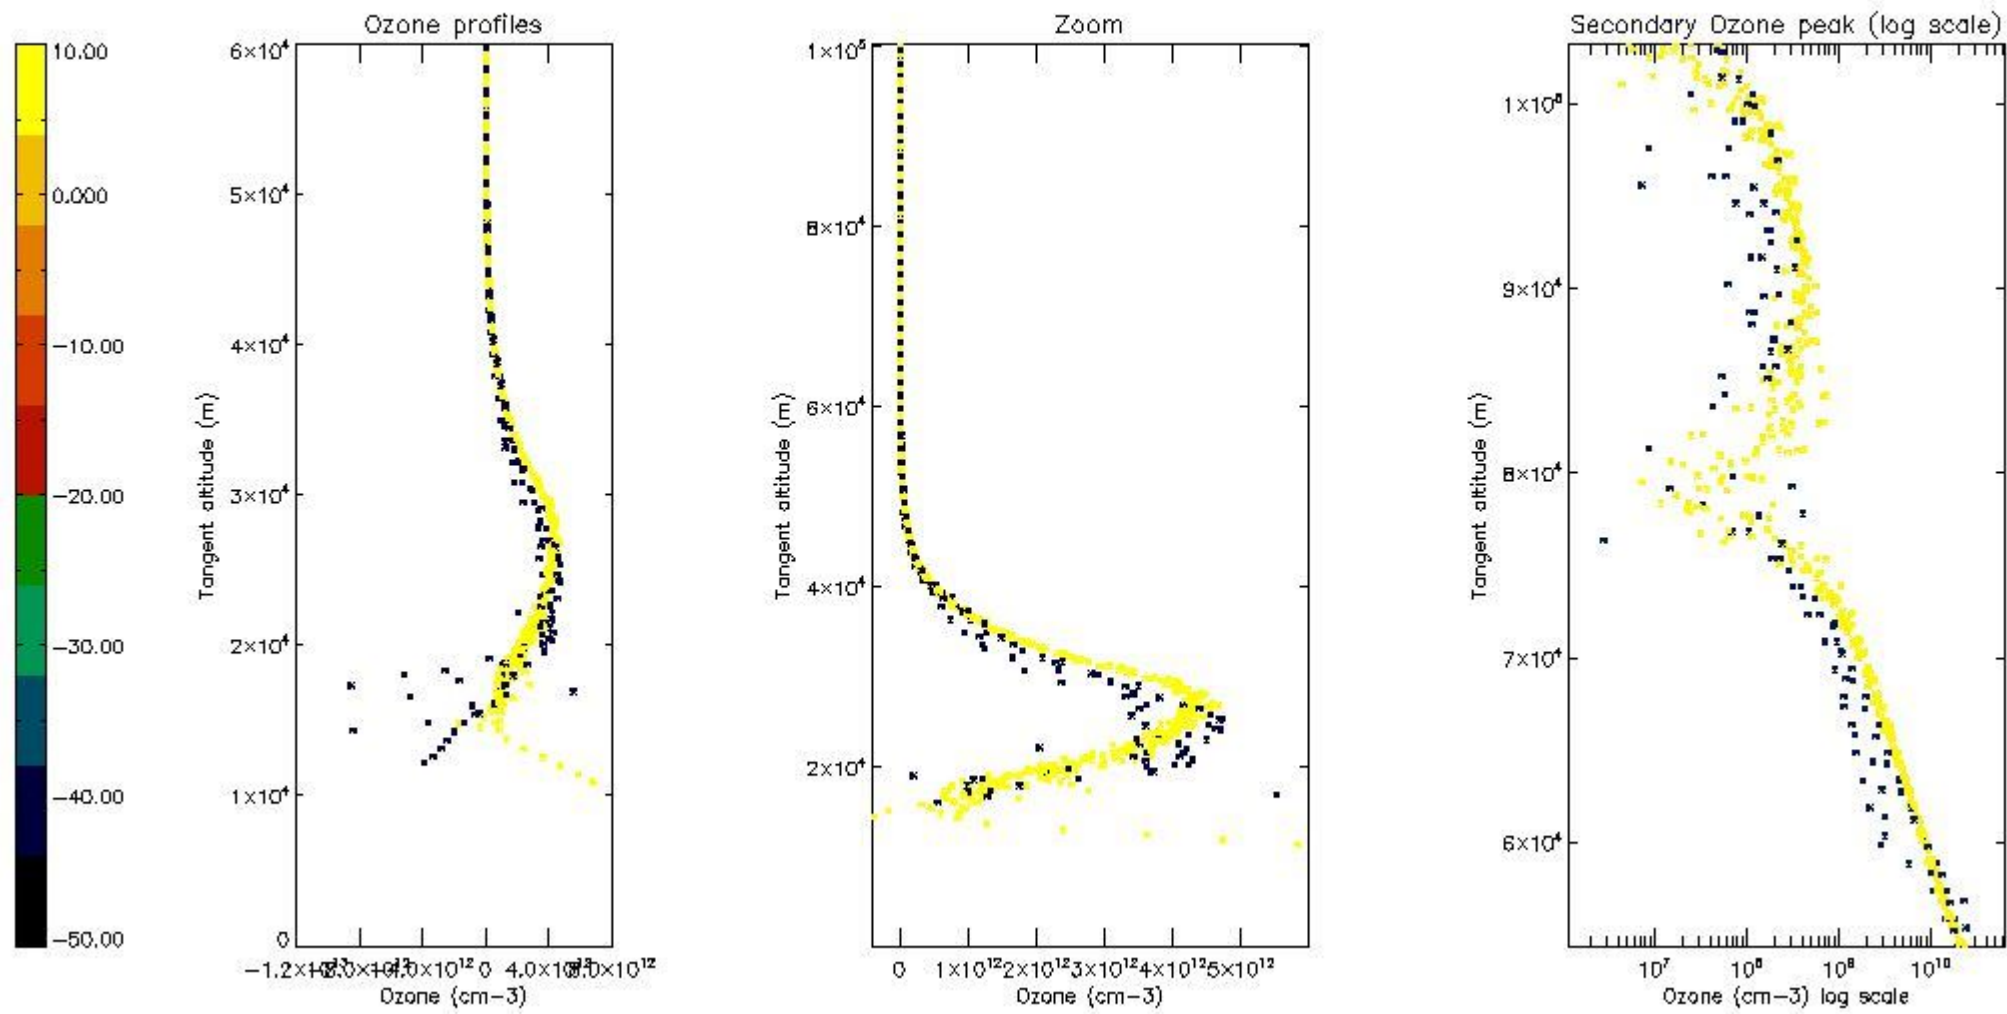 Ozone profiles
Zoom
Secondary Ozone peak (log scale)
10.00
0.000
−10.00
−20.00
−30.00
−40.00
−50.00
6×10⁴
5×10⁴
4×10⁴
3×10⁴
2×10⁴
1×10⁴
0
Tangent altitude (m)
0 4.0×10¹²
Ozone (cm−3)
1×10⁵
8×10⁴
6×10⁴
4×10⁴
2×10⁴
Tangent altitude (m)
0 1×10¹² 2×10¹² 3×10¹² 4×10¹² 5×10¹²
Ozone (cm−3)
1×10⁵
9×10⁴
8×10⁴
7×10⁴
6×10⁴
Tangent altitude (m)
10⁷ 10⁸ 10⁹ 10¹⁰
Ozone (cm−3) log scale